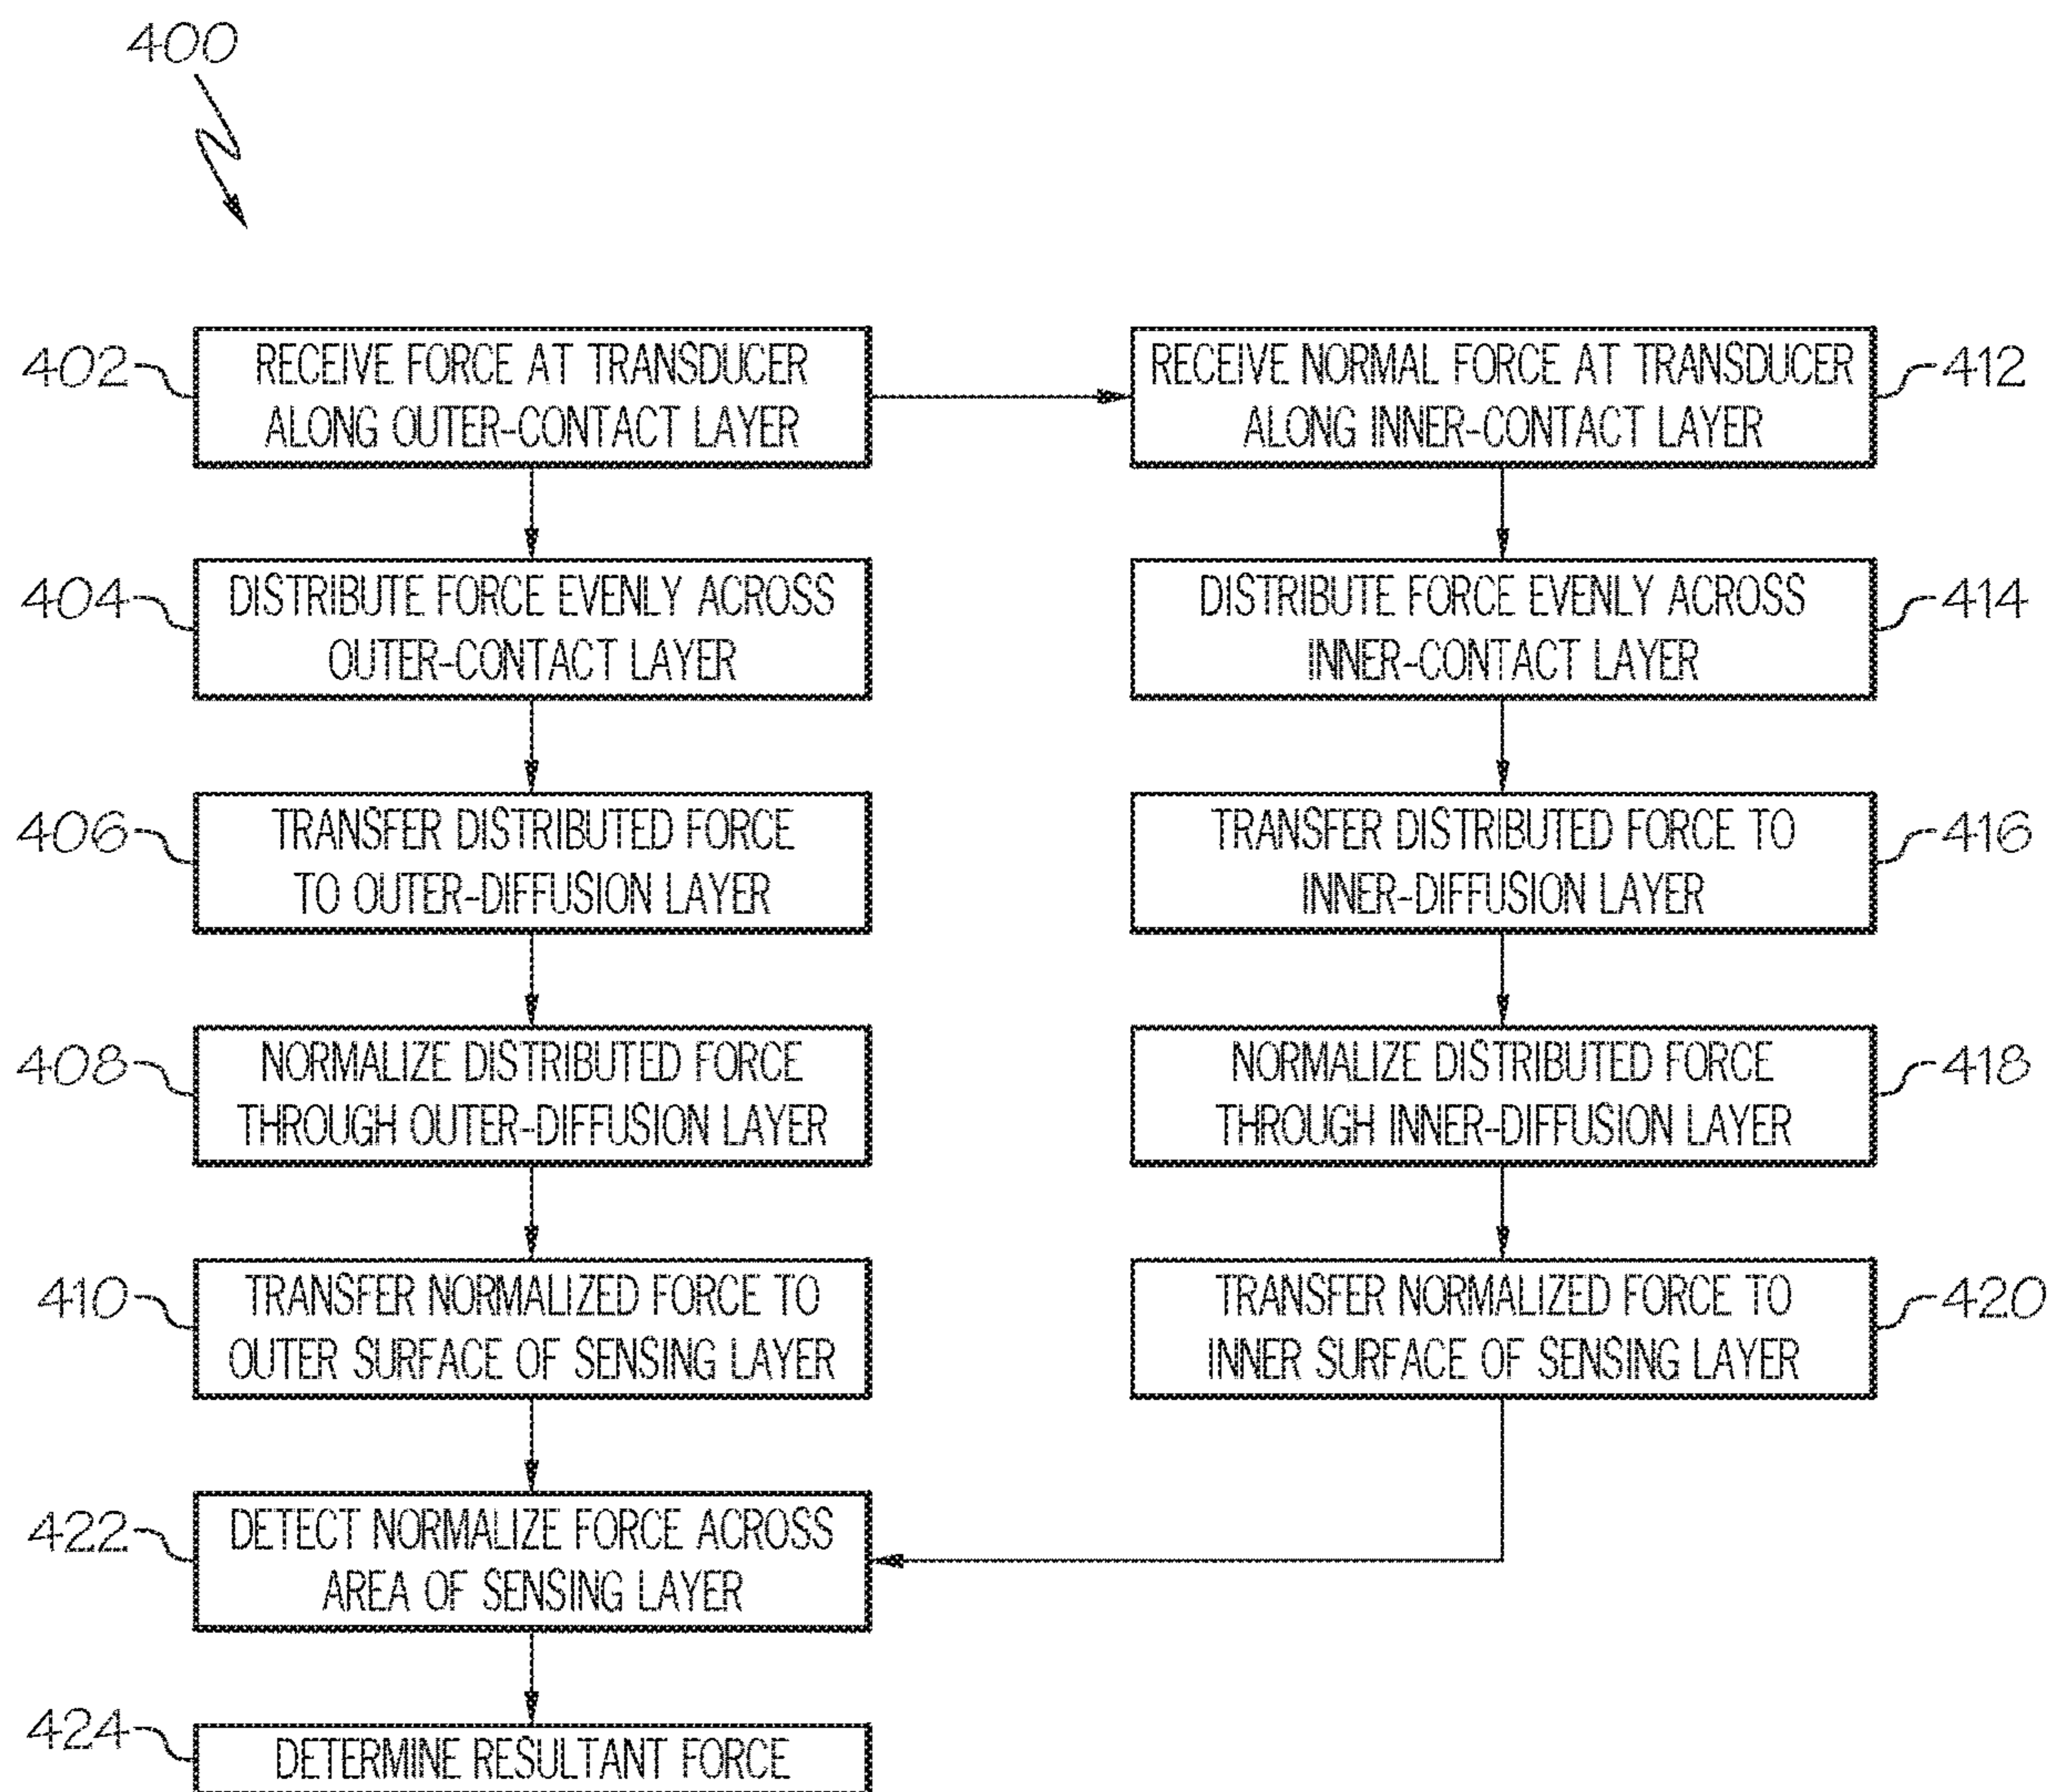 400
402
RECEIVE FORCE AT TRANSDUCER
ALONG OUTER-CONTACT LAYER
RECEIVE NORMAL FORCE AT TRANSDUCER
ALONG INNER-CONTACT LAYER
412
404
DISTRIBUTE FORCE EVENLY ACROSS
OUTER-CONTACT LAYER
DISTRIBUTE FORCE EVENLY ACROSS
INNER-CONTACT LAYER
414
406
TRANSFER DISTRIBUTED FORCE
TO OUTER-DIFFUSION LAYER
TRANSFER DISTRIBUTED FORCE TO
INNER-DIFFUSION LAYER
416
408
NORMALIZE DISTRIBUTED FORCE
THROUGH OUTER-DIFFUSION LAYER
NORMALIZE DISTRIBUTED FORCE
THROUGH INNER-DIFFUSION LAYER
418
410
TRANSFER NORMALIZED FORCE TO
OUTER SURFACE OF SENSING LAYER
TRANSFER NORMALIZED FORCE TO
INNER SURFACE OF SENSING LAYER
420
422
DETECT NORMALIZE FORCE ACROSS
AREA OF SENSING LAYER
424
DETERMINE RESULTANT FORCE